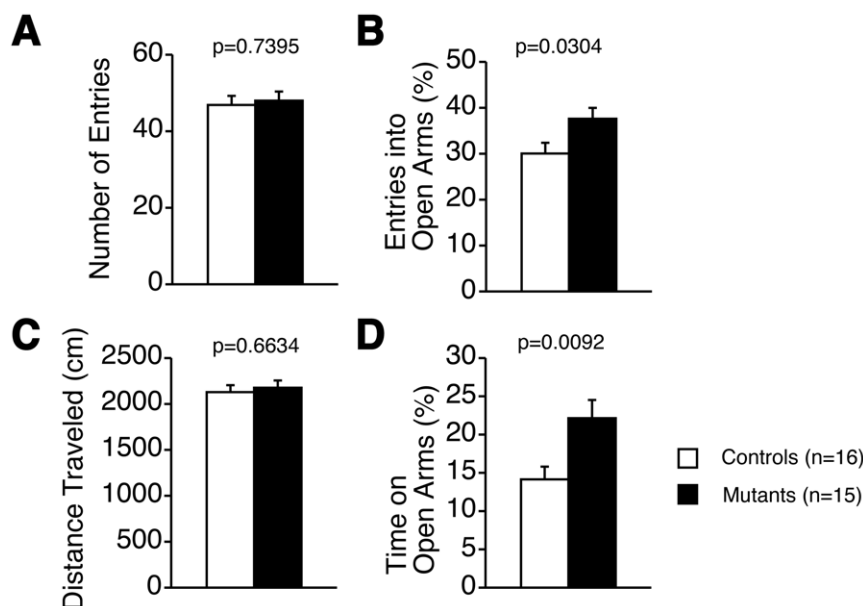 A
p=0.7395
Number of Entries
60
40
20
0
B
p=0.0304
Entries into
Open Arms (%)
50
40
30
20
10
0
C
p=0.6634
Distance Traveled (cm)
2500
2000
1500
1000
500
0
D
p=0.0092
Time on
Open Arms (%)
30
25
20
15
10
5
0
Controls (n=16)
Mutants (n=15)